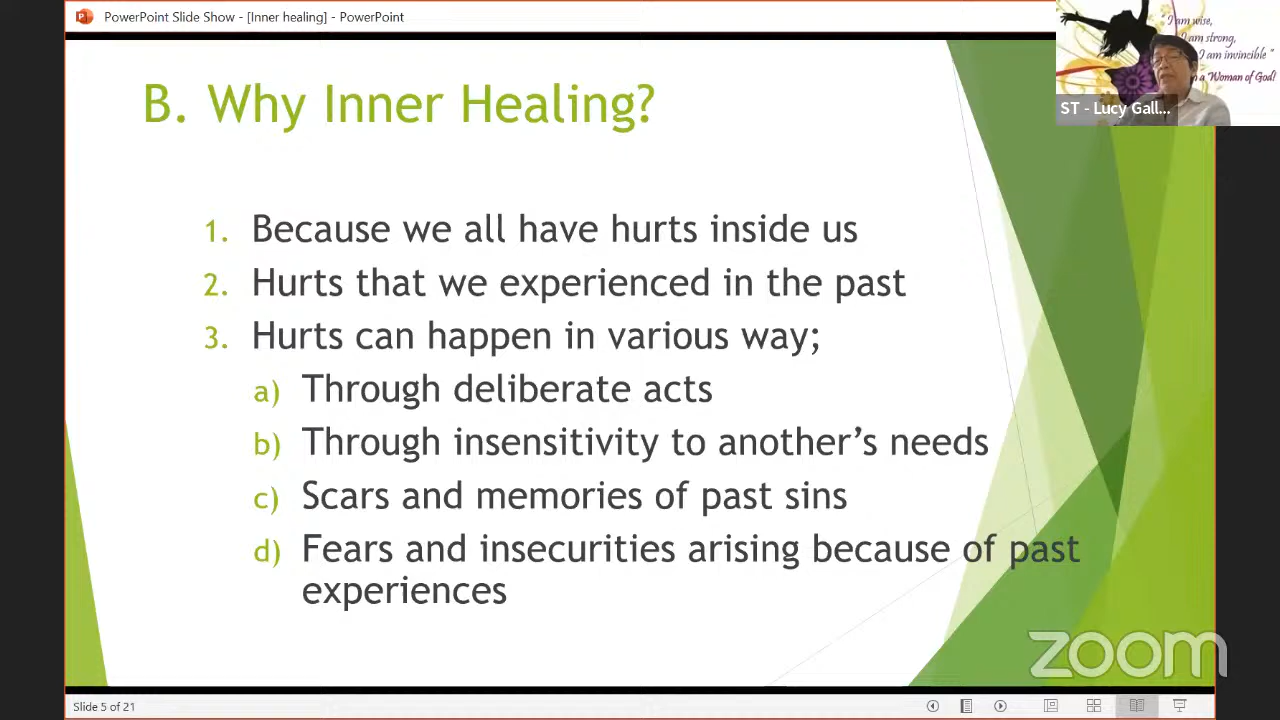 PowerPoint Slide Show - [Inner healing] - PowerPoint
"I am wise,
I am strong,
I am invincible"
a Woman of God!
ST - Lucy Gall...
B. Why Inner Healing?
1. Because we all have hurts inside us
2. Hurts that we experienced in the past
3. Hurts can happen in various way;
a) Through deliberate acts
b) Through insensitivity to another's needs
c) Scars and memories of past sins
d) Fears and insecurities arising because of past
experiences
zoom
Slide 5 of 21